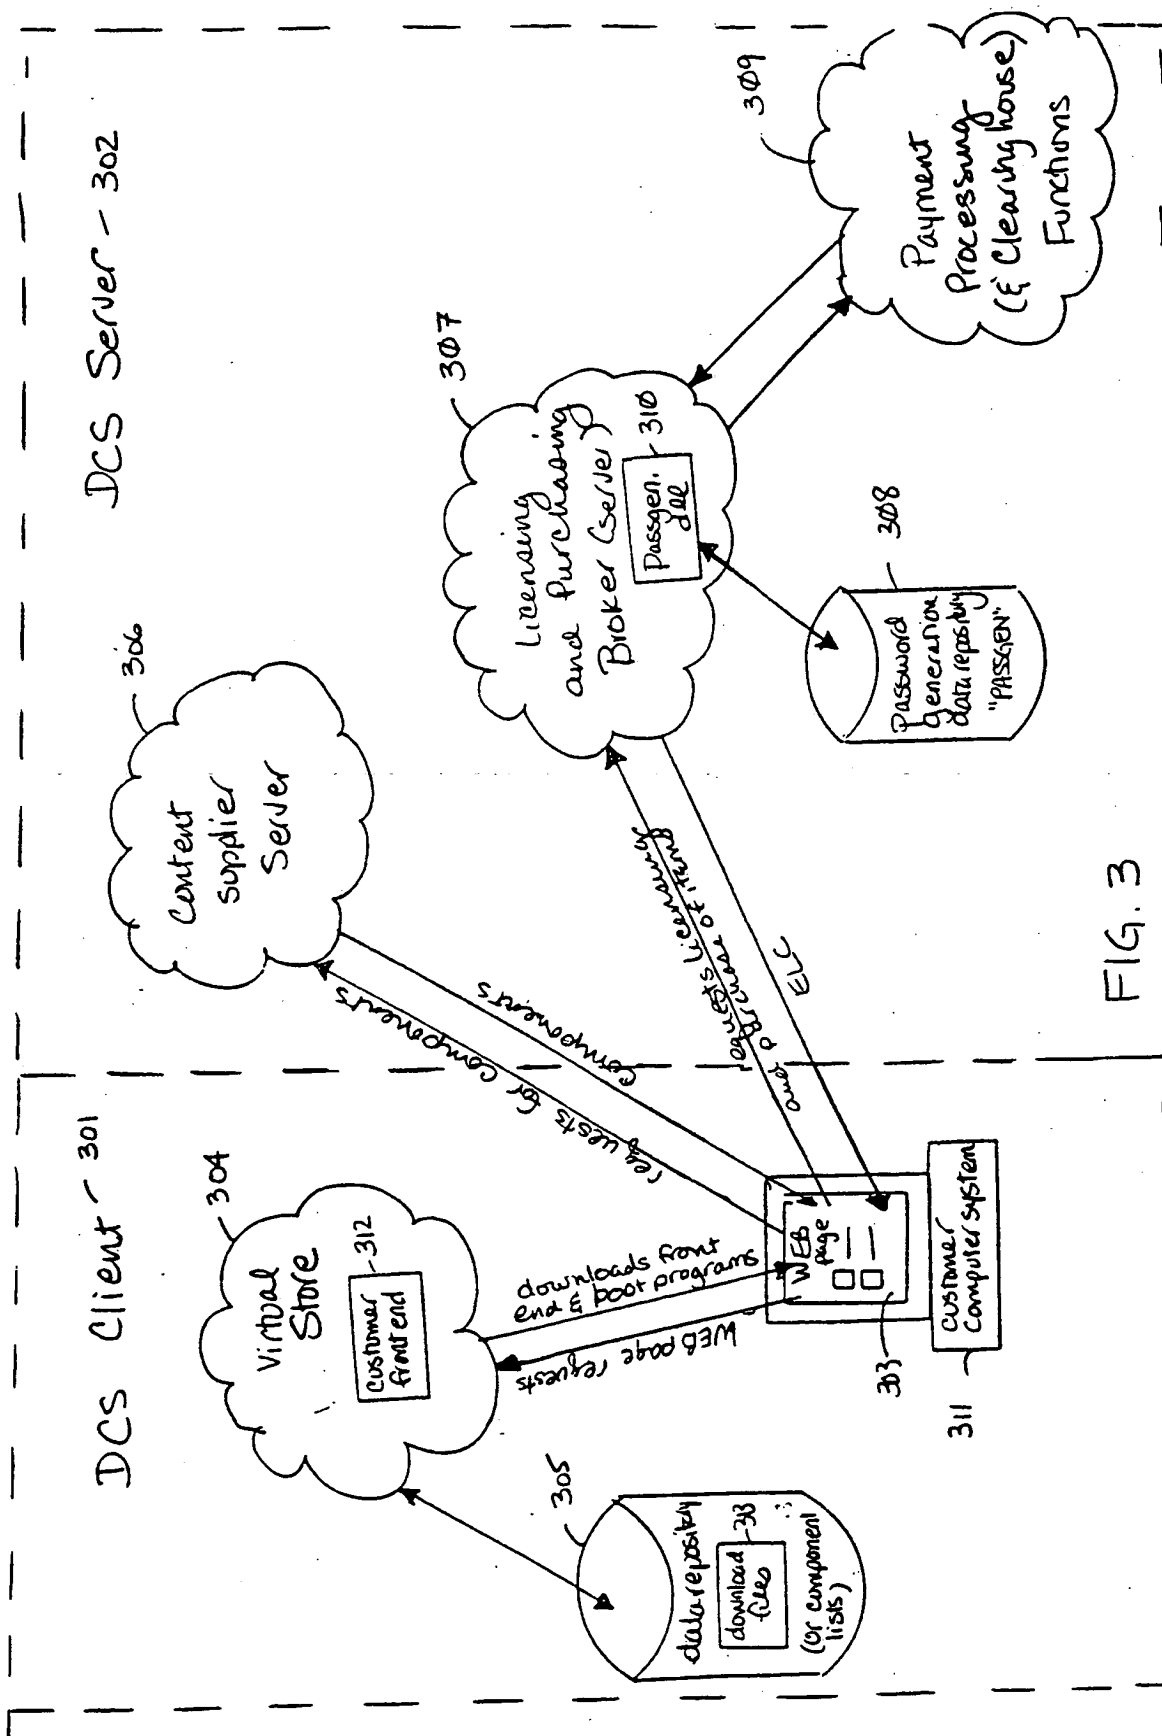 DCS Client - 301
DCS Server - 302
304
Virtual
Store
Customer
front end
312
305
data repository
download
files
313
(or component
lists)
WEB page requests
downloads front
end & boot programs
requests for components
components
306
Content
Supplier
Server
requests licensing
and purchase of items
ELC
WEB
page
303
311
Customer
Computer system
307
Licensing
and Purchasing
Broker (server)
Passgen.
dll
310
308
Password
generation
data repository
"PASSGEN"
309
Payment
Processing
(& Clearing house)
Functions
FIG. 3